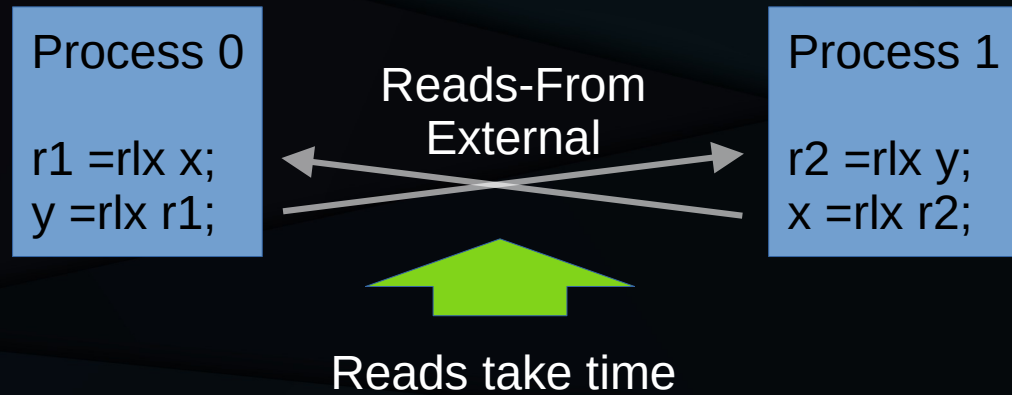 Process 0
r1 =rlx x;
y =rlx r1;
Reads-From
External
Process 1
r2 =rlx y;
x =rlx r2;
Reads take time